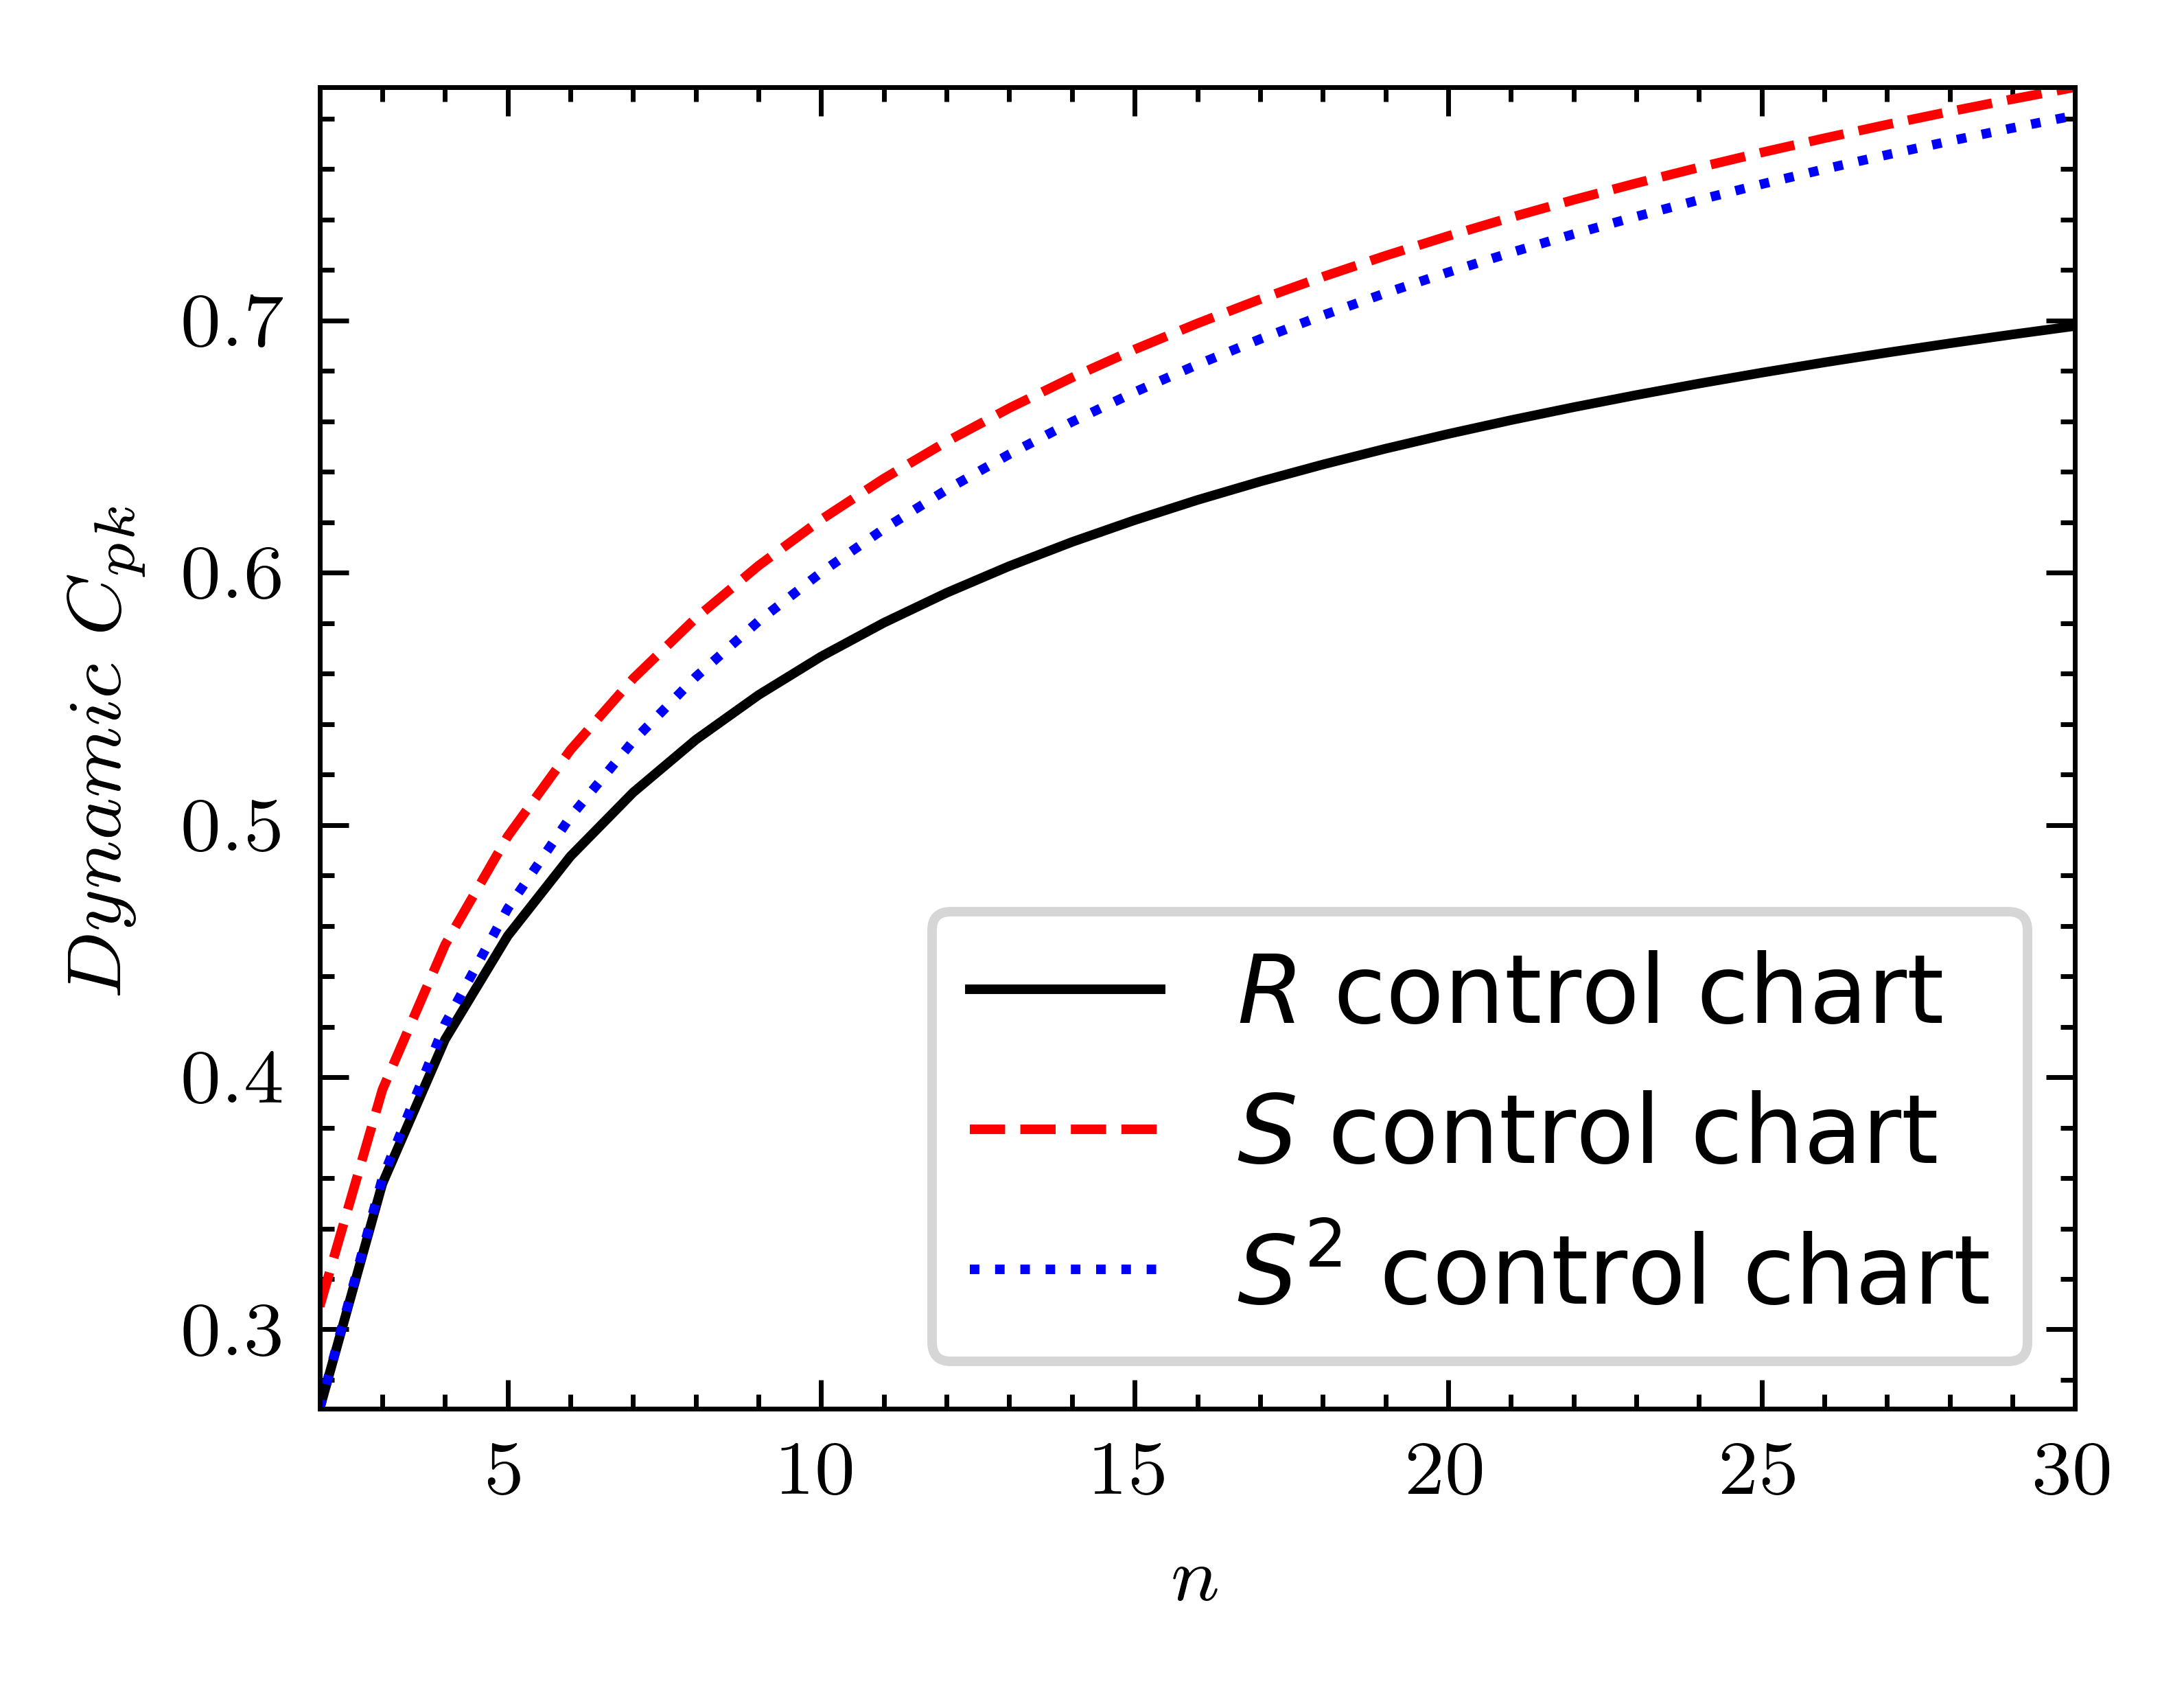 Dynamic C_pk
0.7
0.6
0.5
0.4
0.3
R control chart
S control chart
S² control chart
5 10 15 20 25 30
n